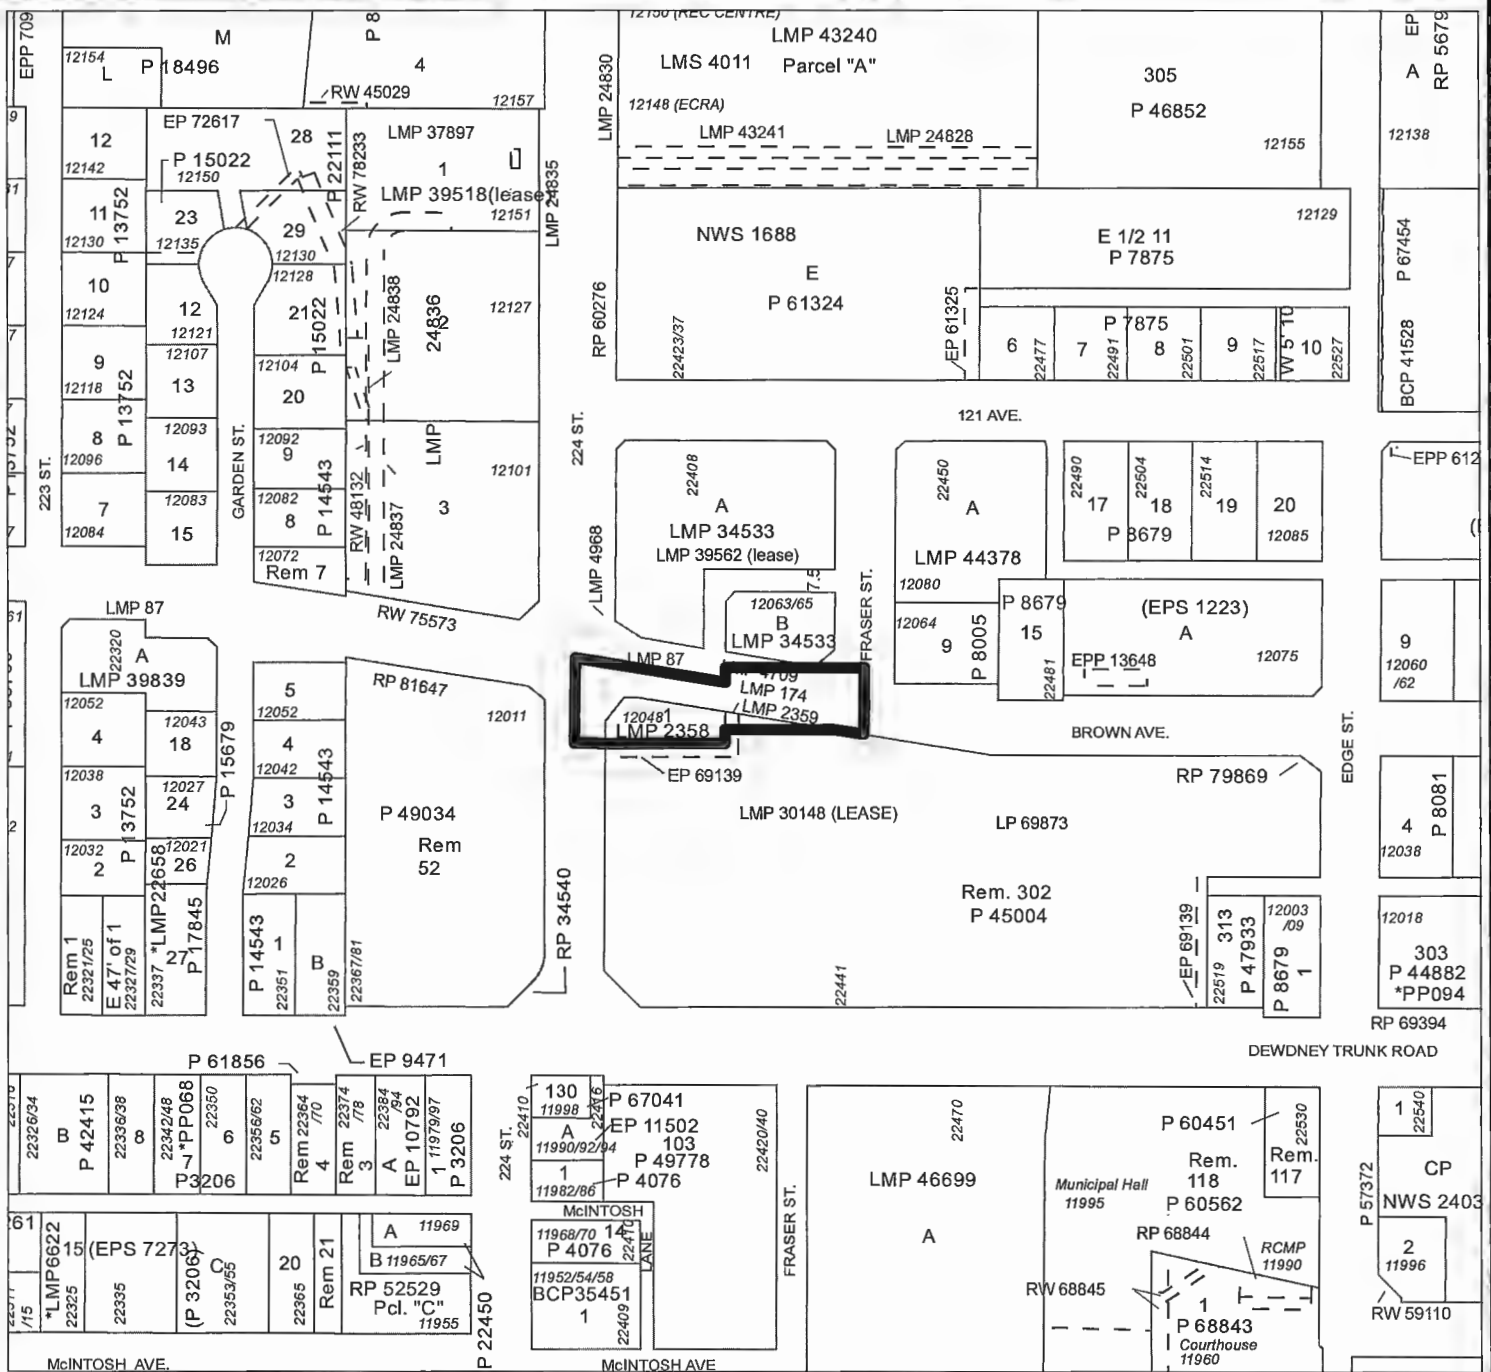 12150 (REC CENTRE)
EPP 709
M
P 8
LMP 43240
EP
RP 5679
12154
L
P 18496
4
LMS 4011
Parcel "A"
305
A
RW 45029
12157
LMP 24830
12148 (ECRA)
P 46852
12138
EP 72617
28
LMP 37897
LMP 43241
LMP 24828
12155
12
12142
P 15022
12150
P 22111
RW 78233
1
LMP 39518(lease)
LMP 24835
11
12130
P 13752
23
12135
29
12130
12151
NWS 1688
12129
E 1/2 11
P 7875
P 67454
10
12124
12
12121
12128
21
P 15022
LMP 24838
24836
2
12127
E
P 61324
RP 60276
22423/37
EP 61325
P 7875
6
22477
7
22491
8
22501
9
22517
W 5' 10
10
22527
BCP 41528
9
12118
P 13752
12107
13
12104
20
121 AVE.
8
12096
12093
14
12092
9
P 14543
LMP
12101
224 ST.
22408
22450
22490
17
22504
18
22514
19
20
EPP 612
223 ST.
GARDEN ST.
7
12084
12083
15
12082
8
RW 48132
LMP 24837
3
A
LMP 34533
LMP 39562 (lease)
A
LMP 44378
P 8679
12085
12072
Rem 7
LMP 4968
7.5
FRASER ST.
12080
LMP 87
RW 75573
12063/65
B
LMP 34533
12064
9
P 8005
P 8679
15
22481
(EPS 1223)
A
EPP 13648
12075
9
12060
/62
22320
A
LMP 39839
RP 81647
LMP 87
LMP 174
LMP 2359
12052
4
12043
18
P 15679
5
12052
12011
12048
1
LMP 2358
BROWN AVE.
EDGE ST.
EP 69139
RP 79869
12038
3
P 13752
12027
24
4
12042
P 14543
3
12034
P 49034
Rem
52
LMP 30148 (LEASE)
LP 69873
4
P 8081
12038
12032
2
12021
26
2
12026
Rem. 302
P 45004
Rem 1
22321/25
E 47' of 1
22327/29
*LMP22658
22337
27
P 17845
P 14543
1
22351
B
22359
22367/81
RP 34540
22441
EP 69139
313
22519
P 47933
12003
/09
P 8679
1
12018
303
P 44882
*PP094
RP 69394
DEWDNEY TRUNK ROAD
P 61856
EP 9471
22326/34
B
P 42415
22336/38
8
22342/48
*PP068
7
P3206
22350
6
22356/62
5
Rem
22364
/70
4
22374
/78
Rem
3
22384
/94
A
EP 10792
11979/97
1
P 3206
224 ST.
22410
130
11998
22416
P 67041
A
EP 11502
11990/92/94
103
P 49778
1
P 4076
11982/86
22420/40
22470
LMP 46699
A
P 60451
22530
Rem.
117
Rem.
118
P 60562
Municipal Hall
11995
1
22540
CP
NWS 2403
P 57372
McINTOSH
LANE
*LMP6622
22325
15
(EPS 7273)
22335
(P 3206)
C
22353/55
20
22365
Rem 21
A
11969
B
11965/67
RP 52529
Pcl. "C"
11955
P 22450
11968/70
14
P 4076
22410
11952/54/58
BCP35451
1
22409
FRASER ST.
RP 68844
RCMP
11990
RW 68845
1
P 68843
Courthouse
11960
2
11996
RW 59110
McINTOSH AVE.
McINTOSH AVE